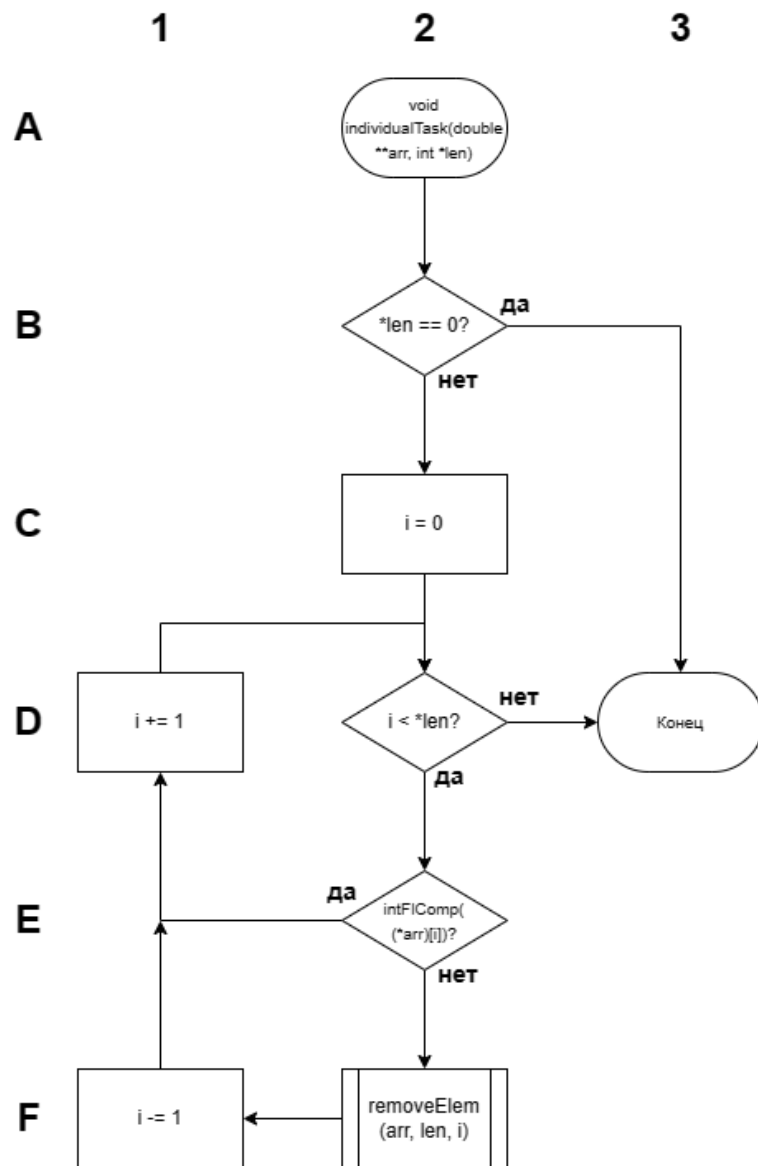 1 2 3
A
void
individualTask(double
**arr, int *len)
B
*len == 0?
да
нет
C
i = 0
D
i += 1
i < *len?
нет
Конец
да
E
да
intFlComp(
(*arr)[i])?
нет
F
i -= 1
removeElem
(arr, len, i)